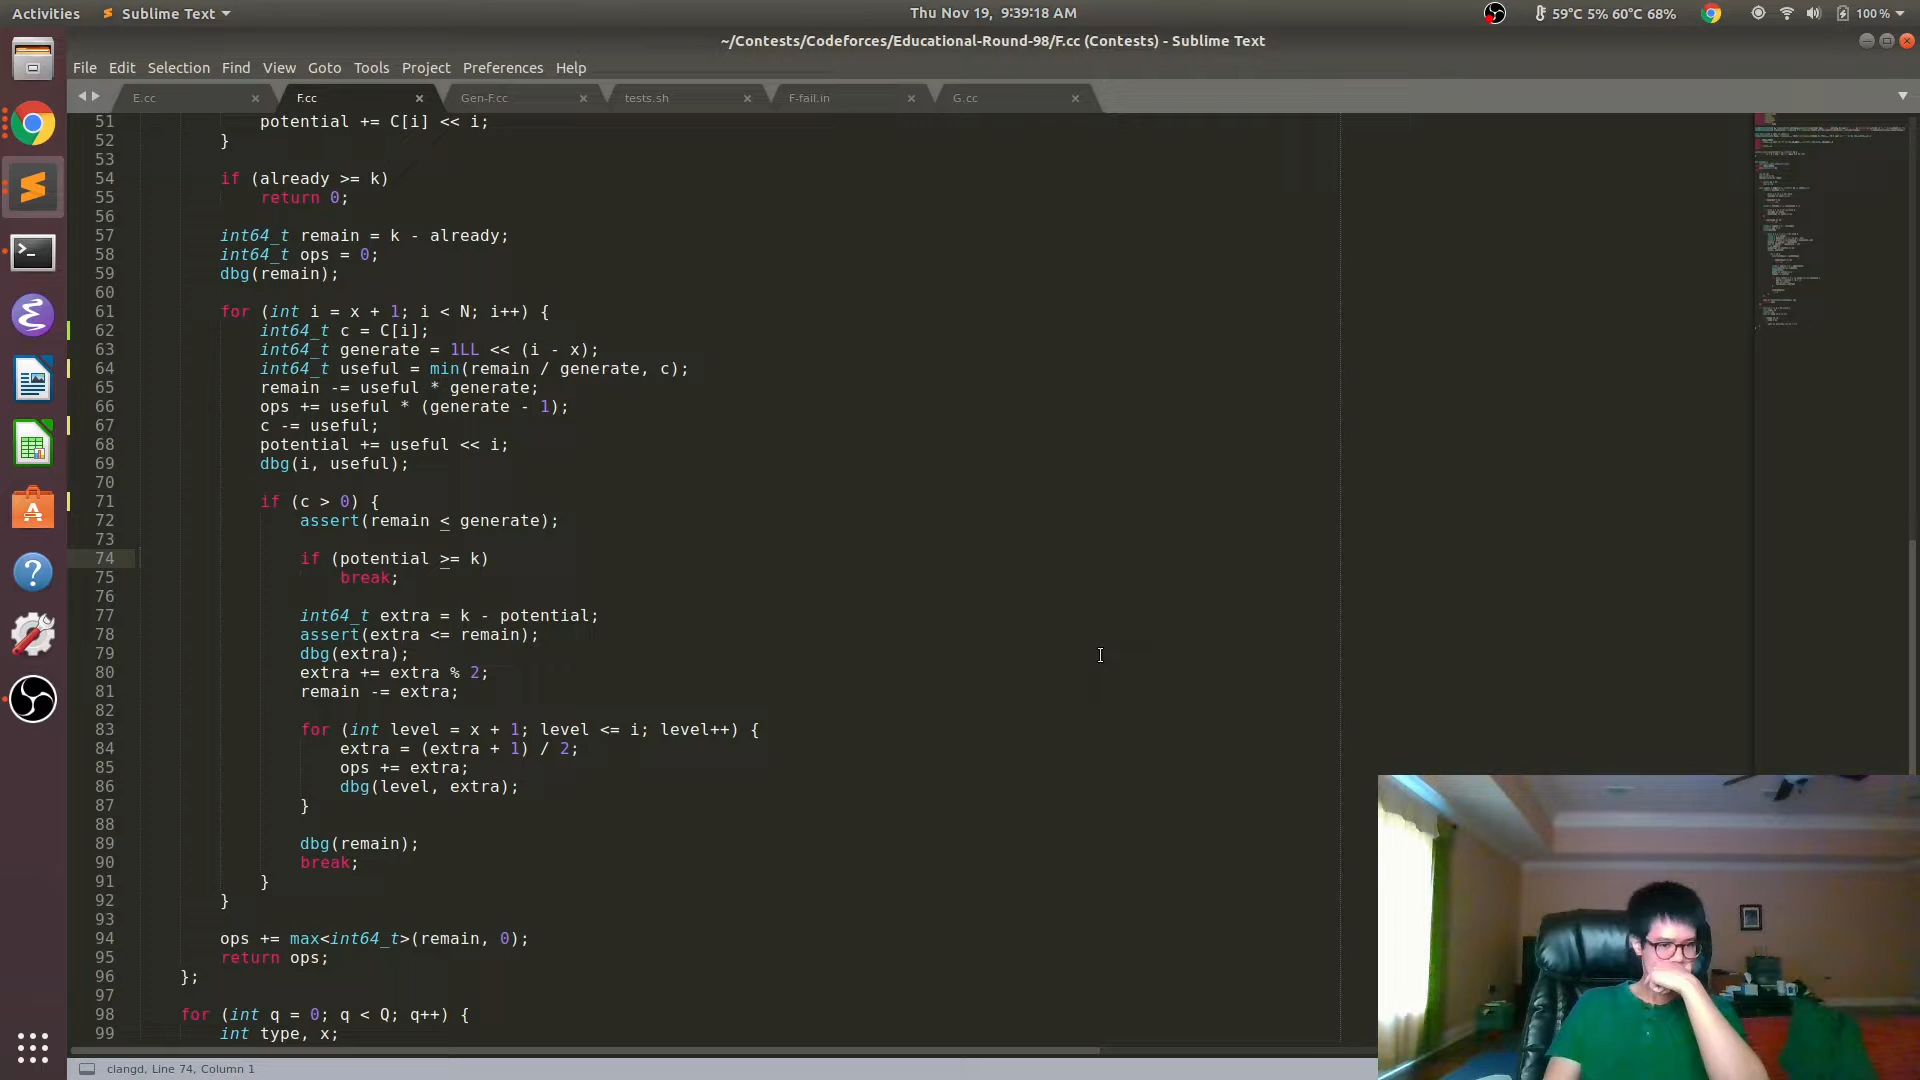 Activities
Sublime Text
Thu Nov 19, 9:39:18 AM
59°C 5% 60°C 68%
100 %
~/Contests/Codeforces/Educational-Round-98/F.cc (Contests) - Sublime Text
File Edit Selection Find View Goto Tools Project Preferences Help
E.cc
F.cc
Gen-F.cc
tests.sh
F-fail.in
G.cc
51 potential += C[i] << i;
52 }
53
54 if (already >= k)
55 return 0;
56
57 int64_t remain = k - already;
58 int64_t ops = 0;
59 dbg(remain);
60
61 for (int i = x + 1; i < N; i++) {
62 int64_t c = C[i];
63 int64_t generate = 1LL << (i - x);
64 int64_t useful = min(remain / generate, c);
65 remain -= useful * generate;
66 ops += useful * (generate - 1);
67 c -= useful;
68 potential += useful << i;
69 dbg(i, useful);
70
71 if (c > 0) {
72 assert(remain < generate);
73
74 if (potential >= k)
75 break;
76
77 int64_t extra = k - potential;
78 assert(extra <= remain);
79 dbg(extra);
80 extra += extra % 2;
81 remain -= extra;
82
83 for (int level = x + 1; level <= i; level++) {
84 extra = (extra + 1) / 2;
85 ops += extra;
86 dbg(level, extra);
87 }
88
89 dbg(remain);
90 break;
91 }
92 }
93
94 ops += max<int64_t>(remain, 0);
95 return ops;
96 };
97
98 for (int q = 0; q < Q; q++) {
99 int type, x;
clangd, Line 74, Column 1